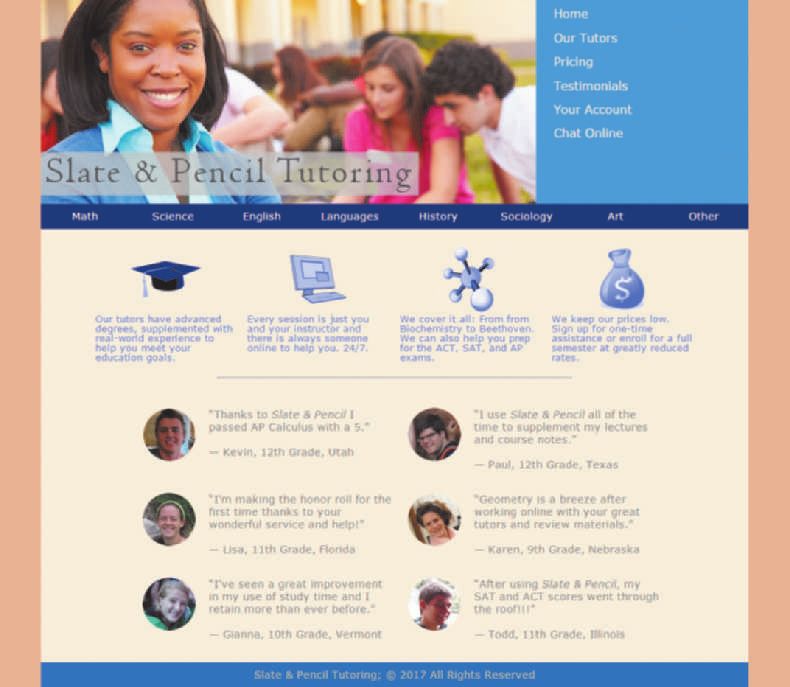 Home
Our Tutors
Pricing
Testimonials
Your Account
Chat Online
Slate & Pencil Tutoring
Math Science English Languages History Sociology Art Other
Our tutors have advanced
degrees, supplemented with
real-world experience to
help you meet your
education goals.
Every session is just you
and your instructor and
there is always someone
online to help you. 24/7.
We cover it all: From from
Biochemistry to Beethoven.
We can also help you prep
for the ACT, SAT, and AP
exams.
We keep our prices low.
Sign up for one-time
assistance or enroll for a full
semester at greatly reduced
rates.
"Thanks to Slate & Pencil I
passed AP Calculus with a 5."
— Kevin, 12th Grade, Utah
"I use Slate & Pencil all of the
time to supplement my lectures
and course notes."
— Paul, 12th Grade, Texas
"I'm making the honor roll for the
first time thanks to your
wonderful service and help!"
— Lisa, 11th Grade, Florida
"Geometry is a breeze after
working online with your great
tutors and review materials."
— Karen, 9th Grade, Nebraska
"I've seen a great improvement
in my use of study time and I
retain more than ever before."
— Gianna, 10th Grade, Vermont
"After using Slate & Pencil, my
SAT and ACT scores went through
the roof!!!"
— Todd, 11th Grade, Illinois
Slate & Pencil Tutoring; © 2017 All Rights Reserved